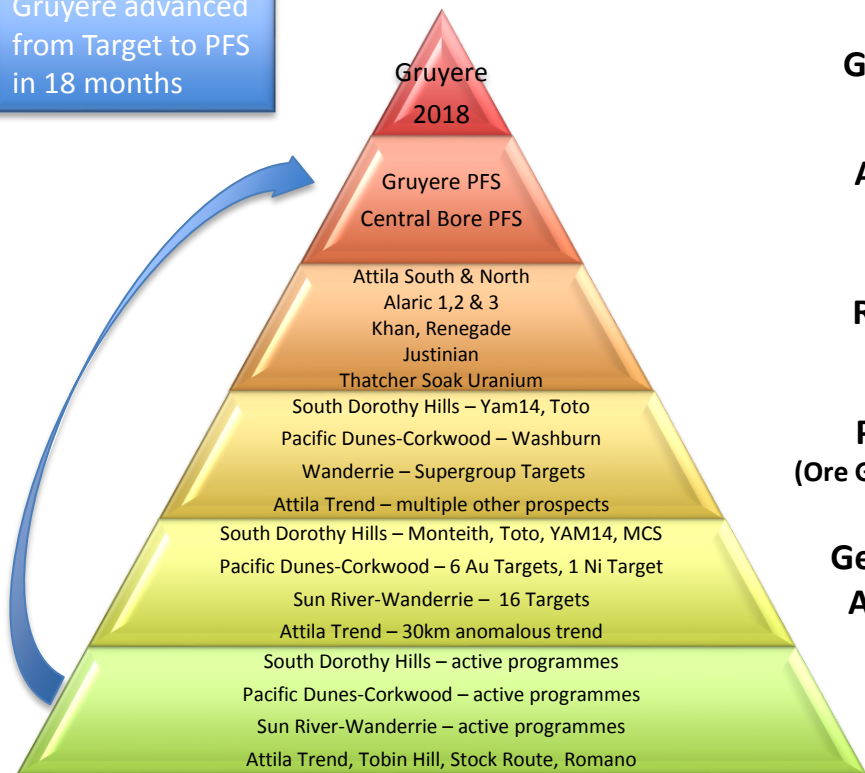 Gruyere advanced
from Target to PFS
in 18 months
Gruyere
2018
Gruyere PFS
Central Bore PFS
Attila South & North
Alaric 1,2 & 3
Khan, Renegade
Justinian
Thatcher Soak Uranium
South Dorothy Hills – Yam14, Toto
Pacific Dunes-Corkwood – Washburn
Wanderrie – Supergroup Targets
Attila Trend – multiple other prospects
South Dorothy Hills – Monteith, Toto, YAM14, MCS
Pacific Dunes-Corkwood – 6 Au Targets, 1 Ni Target
Sun River-Wanderrie – 16 Targets
Attila Trend – 30km anomalous trend
South Dorothy Hills – active programmes
Pacific Dunes-Corkwood – active programmes
Sun River-Wanderrie – active programmes
Attila Trend, Tobin Hill, Stock Route, Romano
G
A
R
P
(Ore G
Ge
A